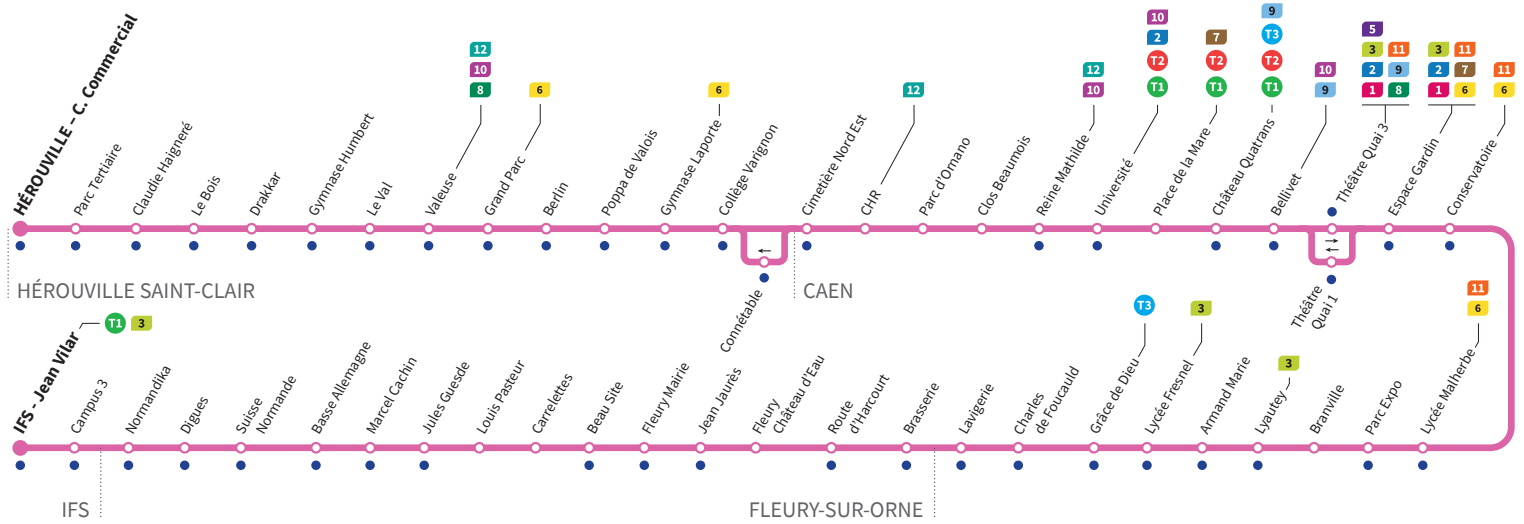 HÉROUVILLE – C. Commercial
Parc Tertiaire
Claudie Haigneré
Le Bois
Drakkar
Gymnase Humbert
Le Val
12
10
8
Valeuse
6
Grand Parc
Berlin
Poppa de Valois
6
Gymnase Laporte
Collège Varignon
Connétable
Cimetière Nord Est
12
CHR
Parc d'Ornano
Clos Beaumois
12
10
Reine Mathilde
10
2
T2
T1
Université
7
T2
T1
Place de la Mare
9
T3
T2
T1
Château Quatrans
10
9
Bellivet
5
3 11
2 9
1 8
Théâtre Quai 3
Théâtre
Quai 1
3 11
2 7
1 6
Espace Gardin
11
6
Conservatoire
HÉROUVILLE SAINT-CLAIR
CAEN
T1 3
IFS - Jean Vilar
Campus 3
Normandika
Digues
Suisse
Normande
Basse Allemagne
Marcel Cachin
Jules Guesde
Louis Pasteur
Carrelettes
Beau Site
Fleury Mairie
Jean Jaurès
Fleury
Château d'Eau
Route
d'Harcourt
Brasserie
Lavigerie
Charles
de Foucauld
T3
Grâce de Dieu
3
Lycée Fresnel
Armand Marie
3
Lyautey
Branville
Parc Expo
11
6
Lycée Malherbe
IFS
FLEURY-SUR-ORNE